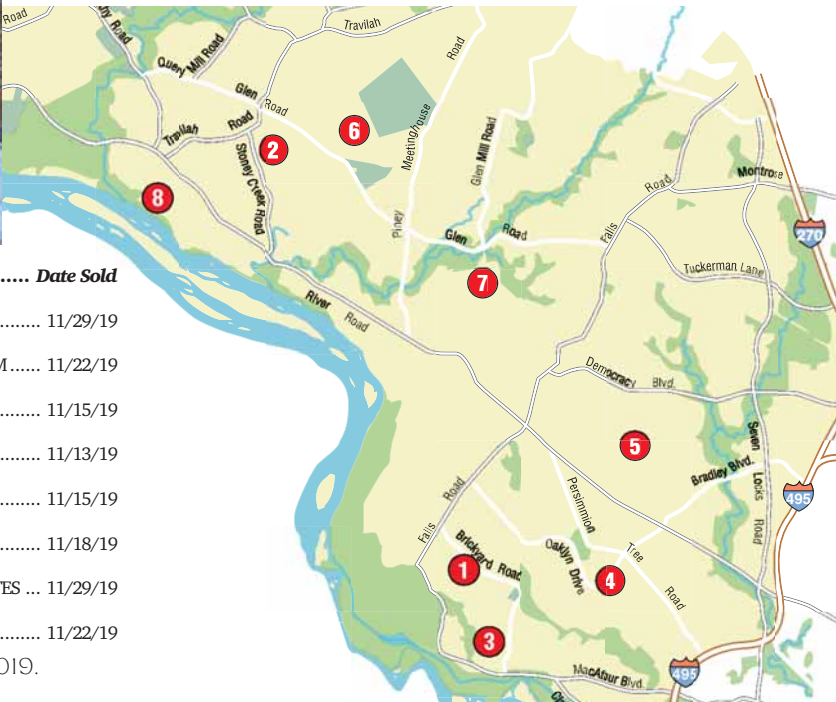 Road
ny Road
Travilah
Query Mill Road
Glen Road
Travilah Road
Stoney Creek Road
Meetinghouse Road
Piney
Glen Mill Road
Glen Road
Falls Road
Montrose
270
Tuckerman Lane
River Road
Democracy Blvd.
Seven Locks Road
Bradley Blvd.
495
Persimmion Tree Road
Falls Road
Brickyard Road
Oaklyn Drive
MacArthur Blvd.
495
6
2
8
7
5
1
4
3
..... Date Sold
......... 11/29/19
M ...... 11/22/19
......... 11/15/19
......... 11/13/19
......... 11/15/19
......... 11/18/19
TES ... 11/29/19
......... 11/22/19
019.